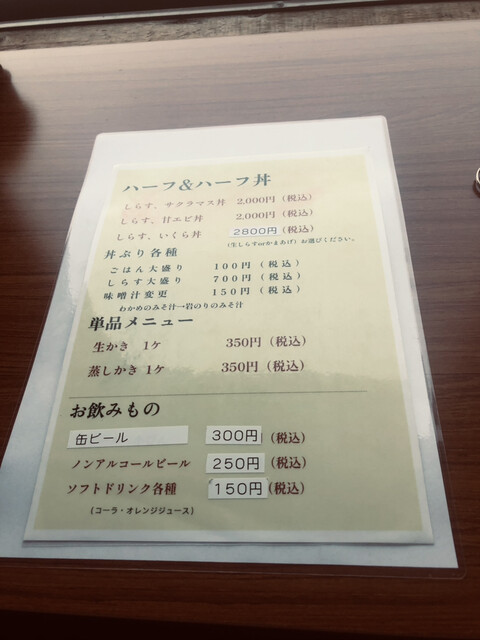 ハーフ&ハーフ丼
しらす、サクラマス丼 2,000円（税込）
しらす、甘エビ丼 2,000円（税込）
しらす、いくら丼 2800円（税込）
（生しらすorかまあげ）お選びください。
丼ぶり各種
ごはん大盛り 100円（税込）
しらす大盛り 700円（税込）
味噌汁変更 150円（税込）
わかめのみそ汁→岩のりのみそ汁
単品メニュー
生かき 1ケ 350円（税込）
蒸しかき 1ケ 350円（税込）
お飲みもの
缶ビール 300円（税込）
ノンアルコールビール 250円（税込）
ソフトドリンク各種 150円（税込）
（コーラ・オレンジジュース）